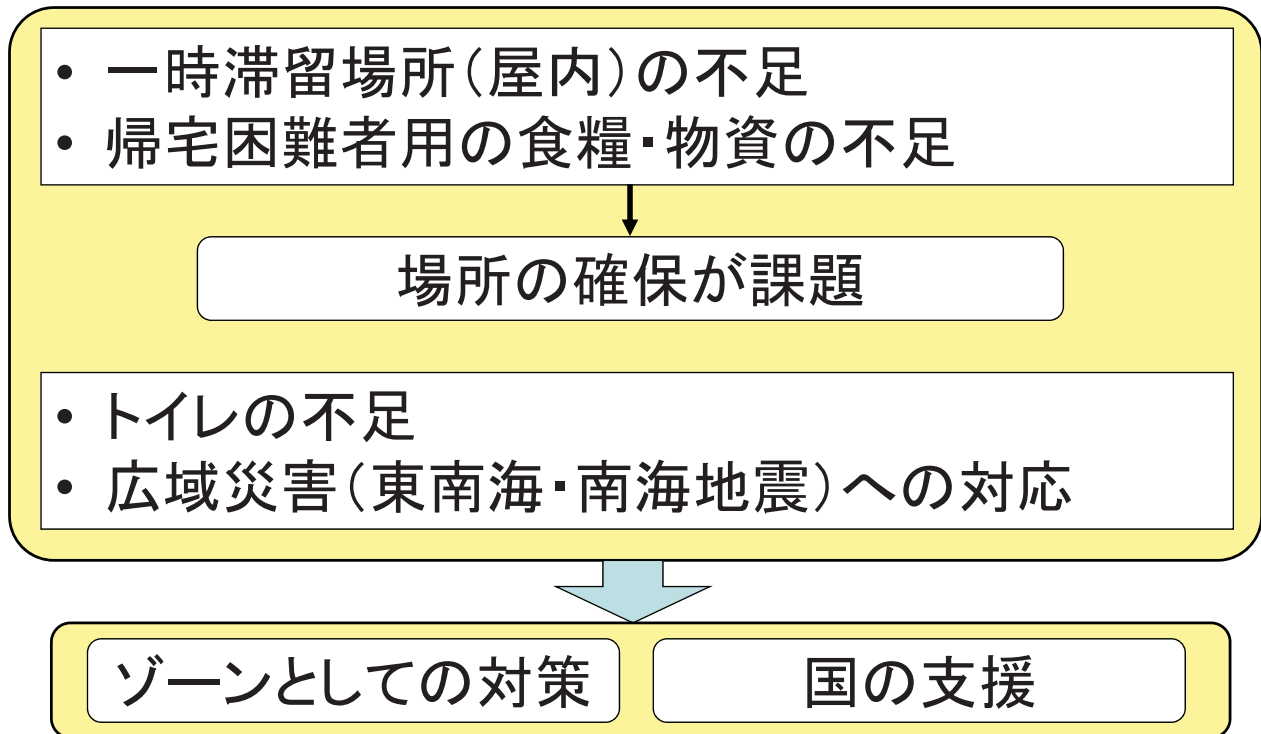 • 一時滞留場所(屋内)の不足
• 帰宅困難者用の食糧・物資の不足
場所の確保が課題
• トイレの不足
• 広域災害(東南海・南海地震)への対応
ゾーンとしての対策
国の支援